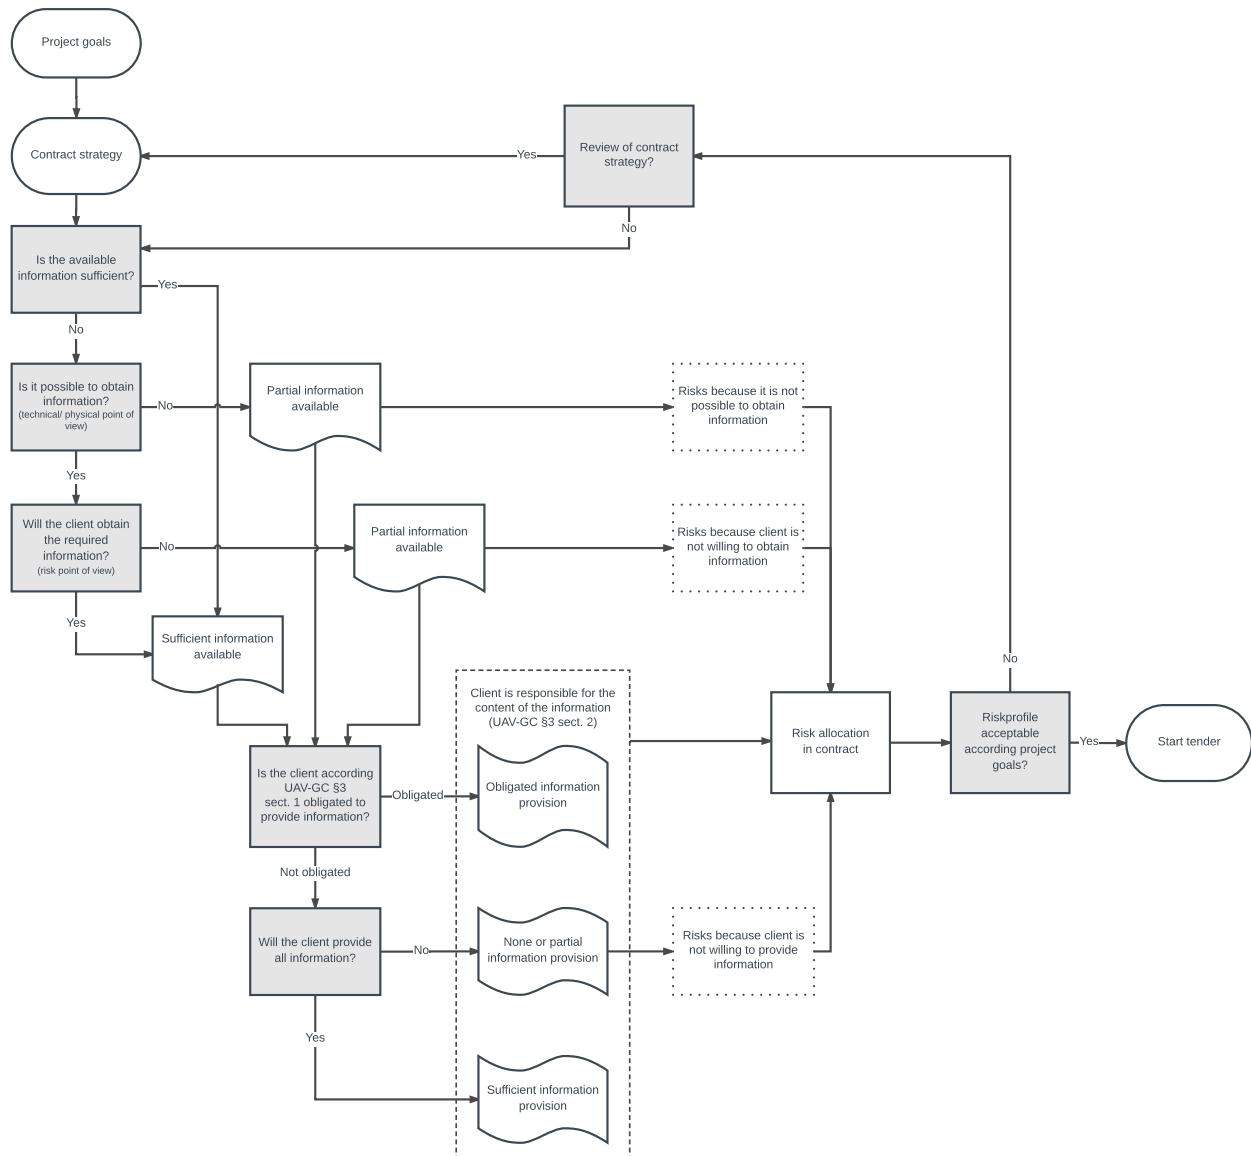 Project goals
Contract strategy
Yes
Review of contract
strategy?
No
Is the available
information sufficient?
Yes
No
Is it possible to obtain
information?
(technical/ physical point of
view)
No
Partial information
available
Risks because it is not
possible to obtain
information
Yes
Will the client obtain
the required
information?
(risk point of view)
No
Partial information
available
Risks because client is
not willing to obtain
information
Yes
Sufficient information
available
Client is responsible for the
content of the information
(UAV-GC §3 sect. 2)
No
Risk allocation
in contract
Riskprofile
acceptable
according project
goals?
Yes
Start tender
Is the client according
UAV-GC §3
sect. 1 obligated to
provide information?
Obligated
Obligated information
provision
Not obligated
Will the client provide
all information?
No
None or partial
information provision
Risks because client is
not willing to provide
information
Yes
Sufficient information
provision